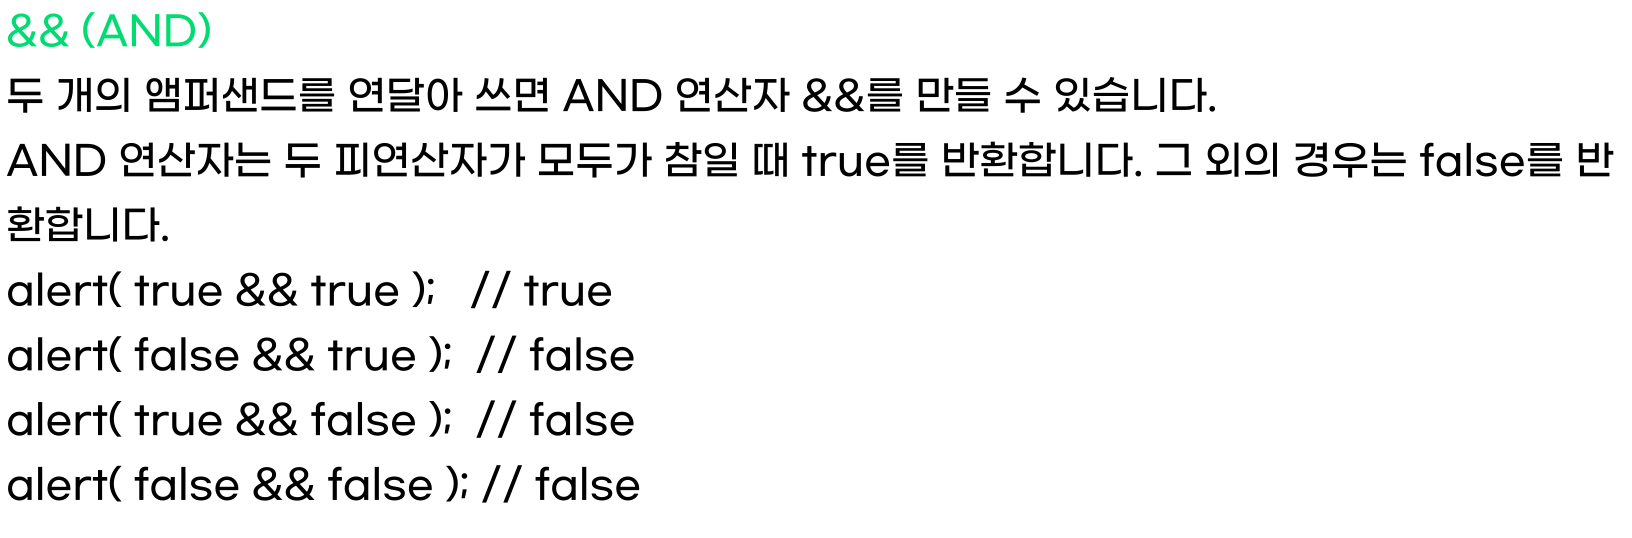 && (AND)
두 개의 앰퍼샌드를 연달아 쓰면 AND 연산자 &&를 만들 수 있습니다.
AND 연산자는 두 피연산자가 모두가 참일 때 true를 반환합니다. 그 외의 경우는 false를 반
환합니다.
alert( true && true );   // true
alert( false && true );  // false
alert( true && false );  // false
alert( false && false ); // false